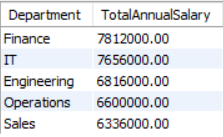 Department TotalAnnualSalary
Finance 7812000.00
IT 7656000.00
Engineering 6816000.00
Operations 6600000.00
Sales 6336000.00